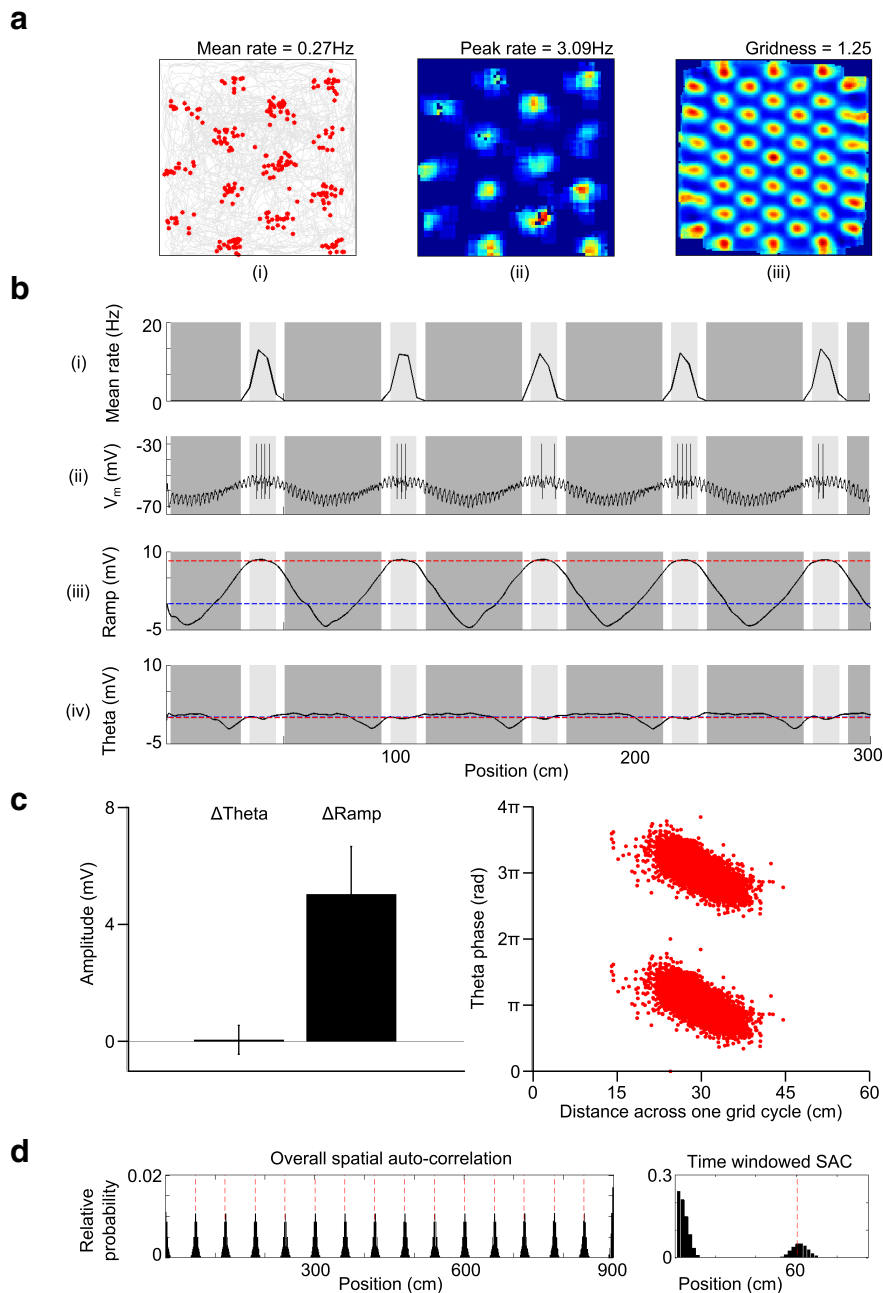 a
Mean rate = 0.27Hz
Peak rate = 3.09Hz
Gridness = 1.25
(i)
(ii)
(iii)
b
(i)
Mean rate (Hz)
20
0
(ii)
Vm (mV)
-30
-70
(iii)
Ramp (mV)
10
-5
(iv)
Theta (mV)
10
-5
100
200
300
Position (cm)
c
Amplitude (mV)
8
4
0
ΔTheta
ΔRamp
Theta phase (rad)
4π
3π
2π
π
0
0
15
30
45
60
Distance across one grid cycle (cm)
d
Overall spatial auto-correlation
Relative
probability
0.02
0
300
600
900
Position (cm)
Time windowed SAC
0.3
0
60
Position (cm)